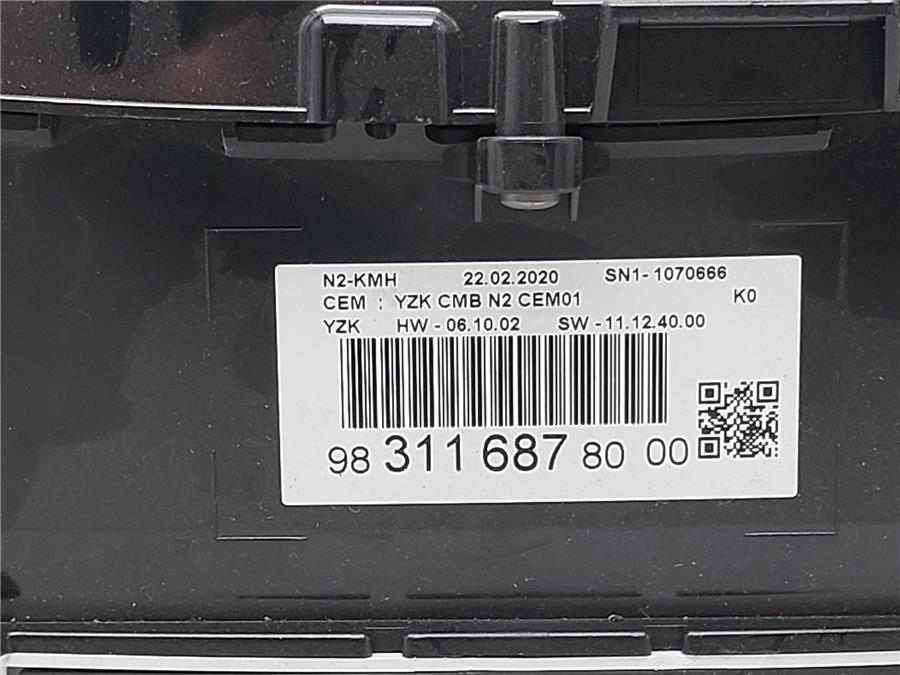 N2-KMH 22.02.2020 SN1-1070666
CEM : YZK CMB N2 CEM01 K0
YZK HW - 06.10.02 SW - 11.12.40.00
98 311 687 80 00